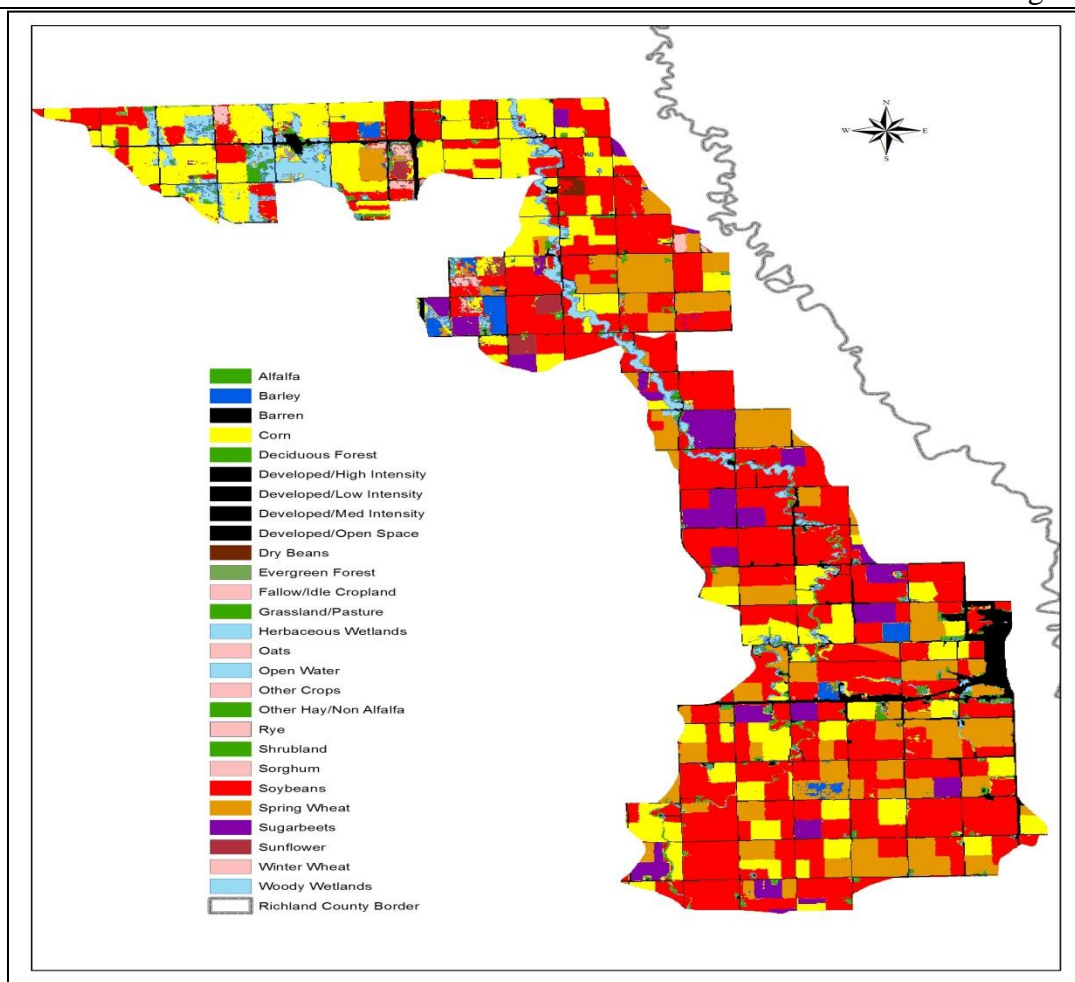 N
W E
S
Alfalfa
Barley
Barren
Corn
Deciduous Forest
Developed/High Intensity
Developed/Low Intensity
Developed/Med Intensity
Developed/Open Space
Dry Beans
Evergreen Forest
Fallow/Idle Cropland
Grassland/Pasture
Herbaceous Wetlands
Oats
Open Water
Other Crops
Other Hay/Non Alfalfa
Rye
Shrubland
Sorghum
Soybeans
Spring Wheat
Sugarbeets
Sunflower
Winter Wheat
Woody Wetlands
Richland County Border